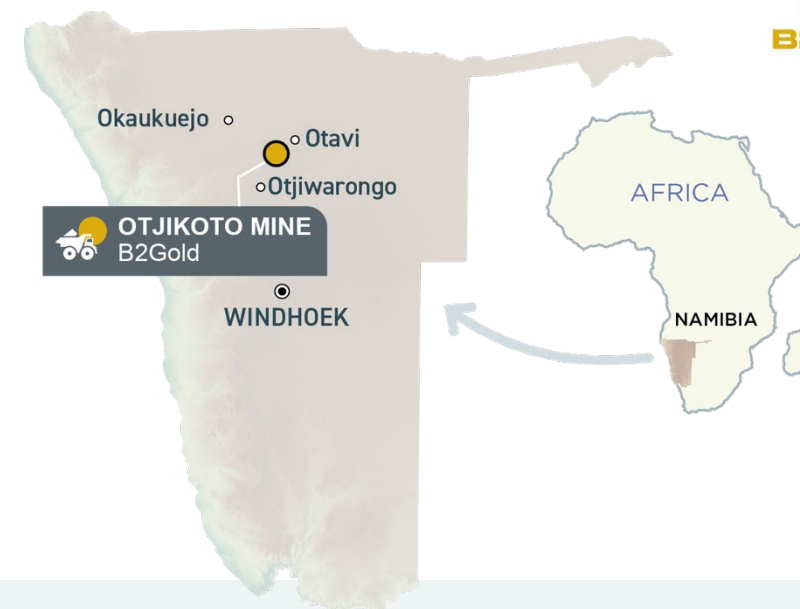 Okaukuejo
Otavi
Otjiwarongo
OTJIKOTO MINE
B2Gold
WINDHOEK
AFRICA
NAMIBIA